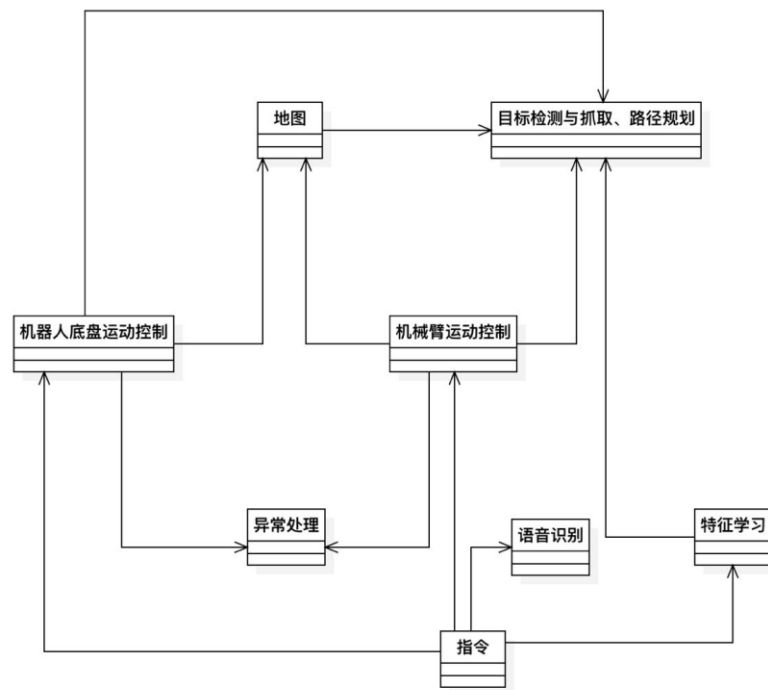 地图
目标检测与抓取、路径规划
机器人底盘运动控制
机械臂运动控制
异常处理
语音识别
特征学习
指令